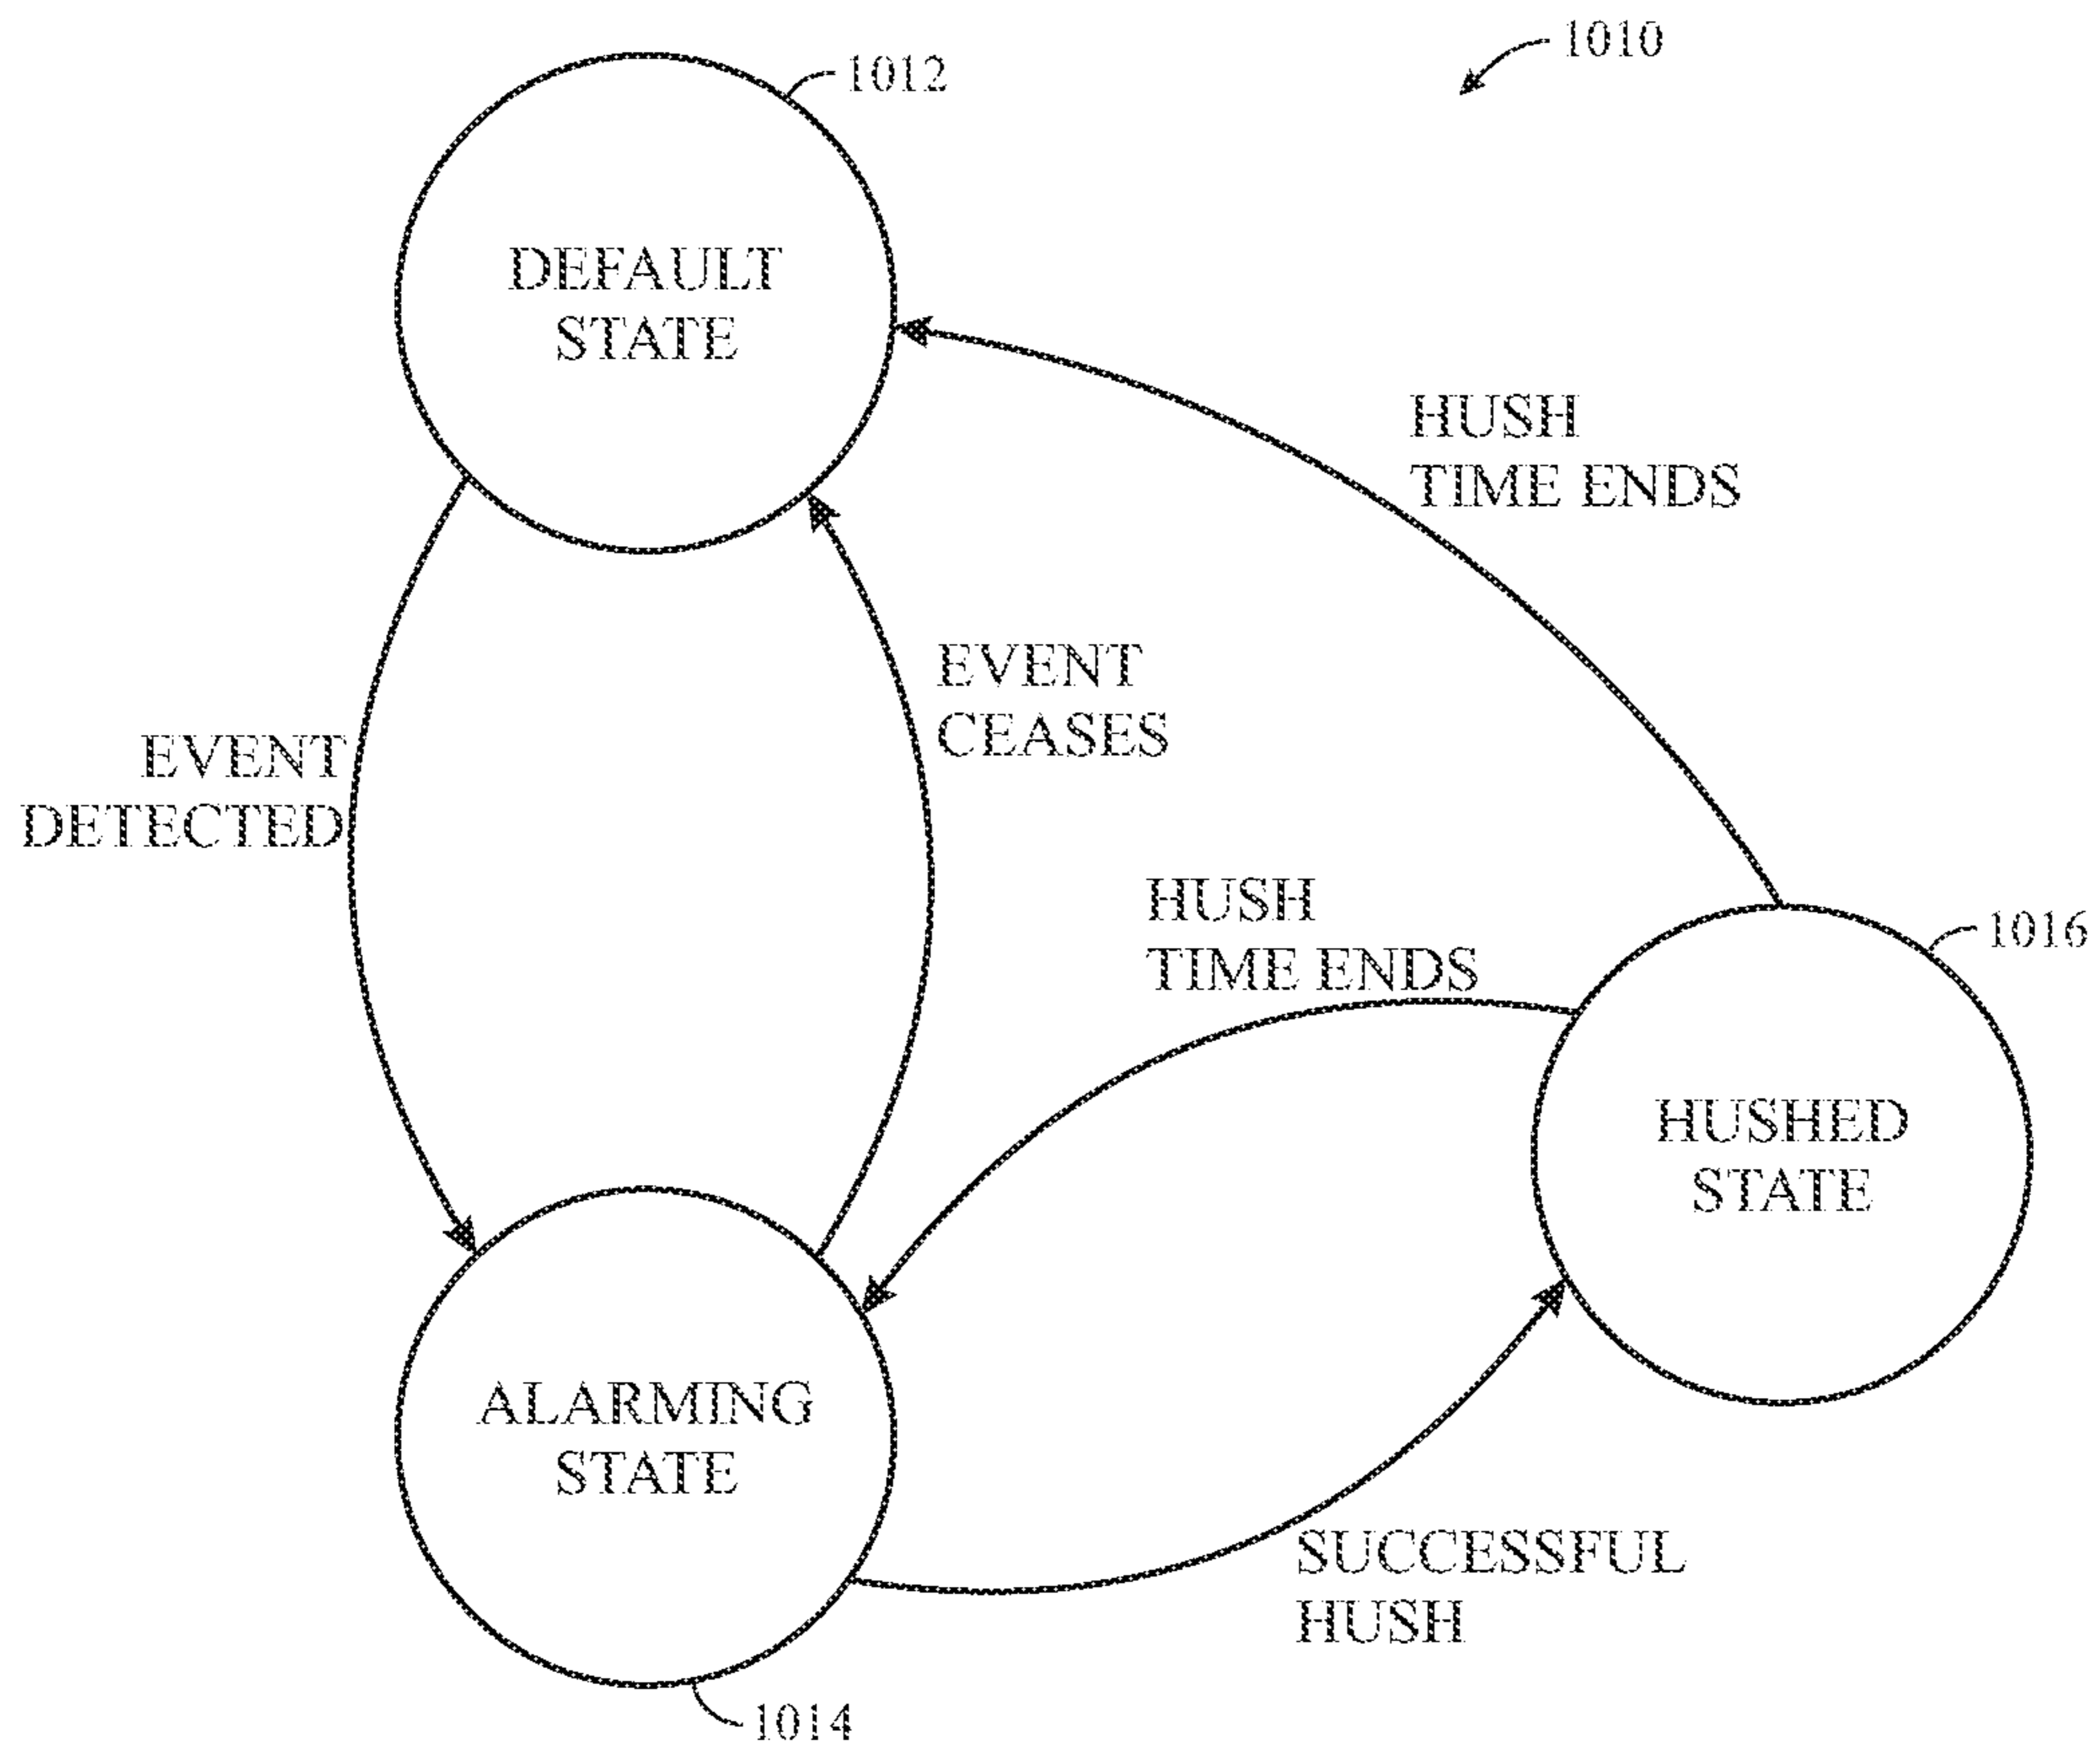 1010
1012
DEFAULT
STATE
HUSH
TIME ENDS
EVENT
CEASES
EVENT
DETECTED
HUSH
TIME ENDS
1016
HUSHED
STATE
ALARMING
STATE
SUCCESSFUL
HUSH
1014